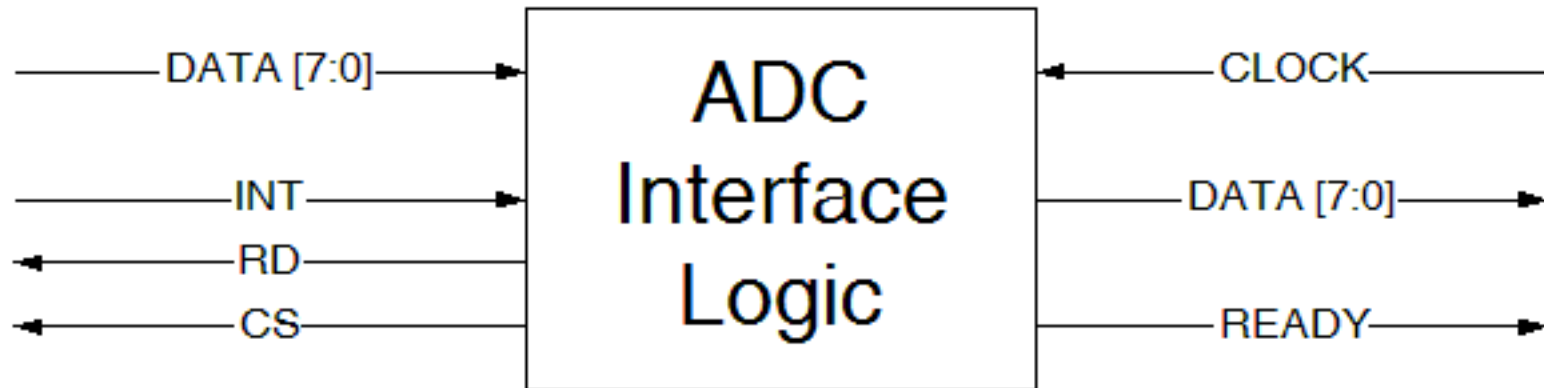 DATA [7:0]
INT
RD
CS
ADC
Interface
Logic
CLOCK
DATA [7:0]
READY